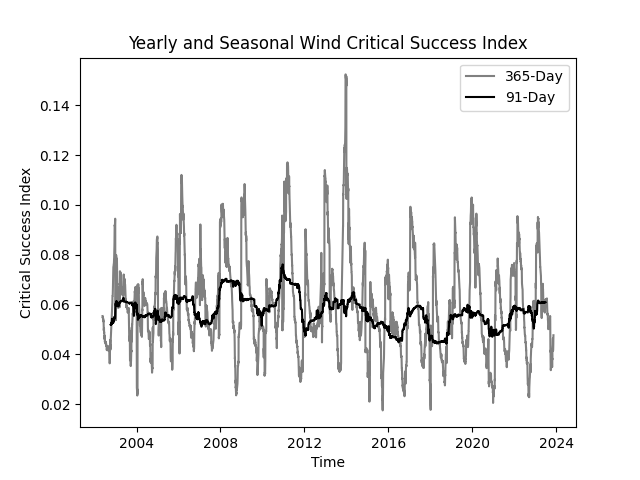 Yearly and Seasonal Wind Critical Success Index
365-Day
91-Day
0.14
0.12
0.10
0.08
0.06
0.04
0.02
Critical Success Index
2004 2008 2012 2016 2020 2024
Time